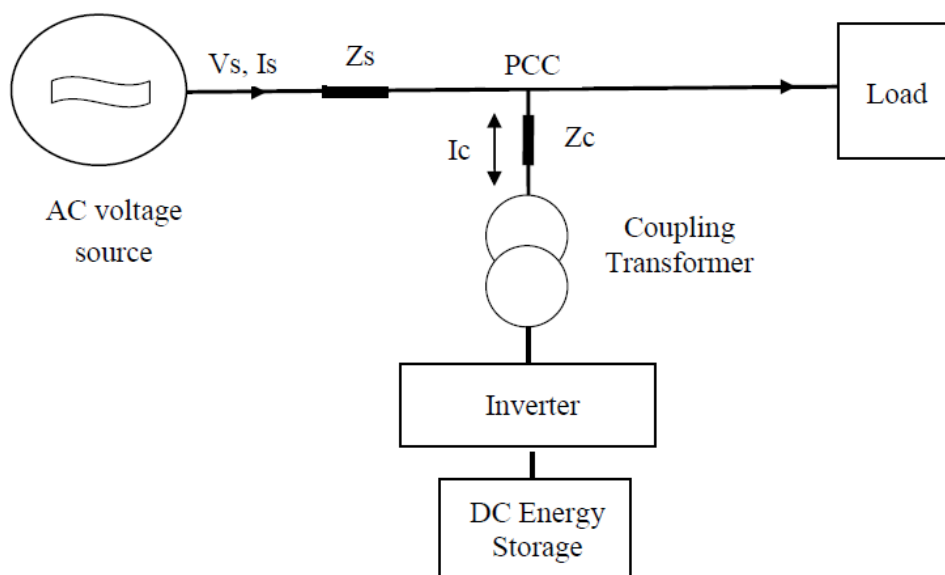 Vs, Is
Zs
PCC
Load
Ic
Zc
AC voltage
source
Coupling
Transformer
Inverter
DC Energy
Storage